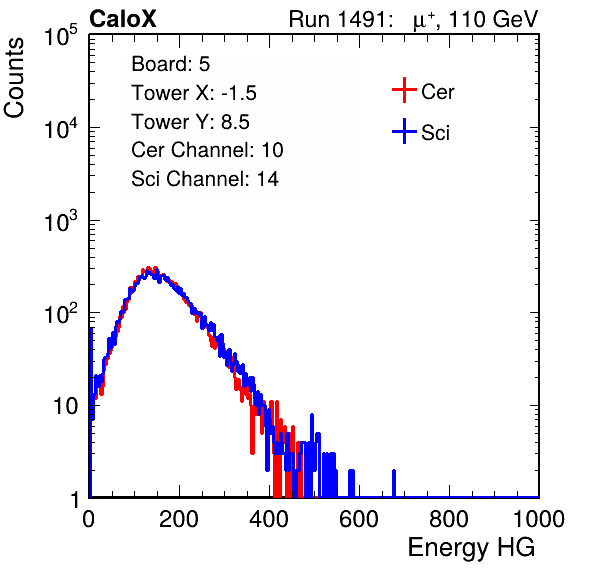 CaloX Run 1491: μ⁺, 110 GeV
Counts
10⁵
10⁴
10³
10²
10
1
Board: 5
Tower X: -1.5
Tower Y: 8.5
Cer Channel: 10
Sci Channel: 14
Cer
Sci
0 200 400 600 800 1000
Energy HG